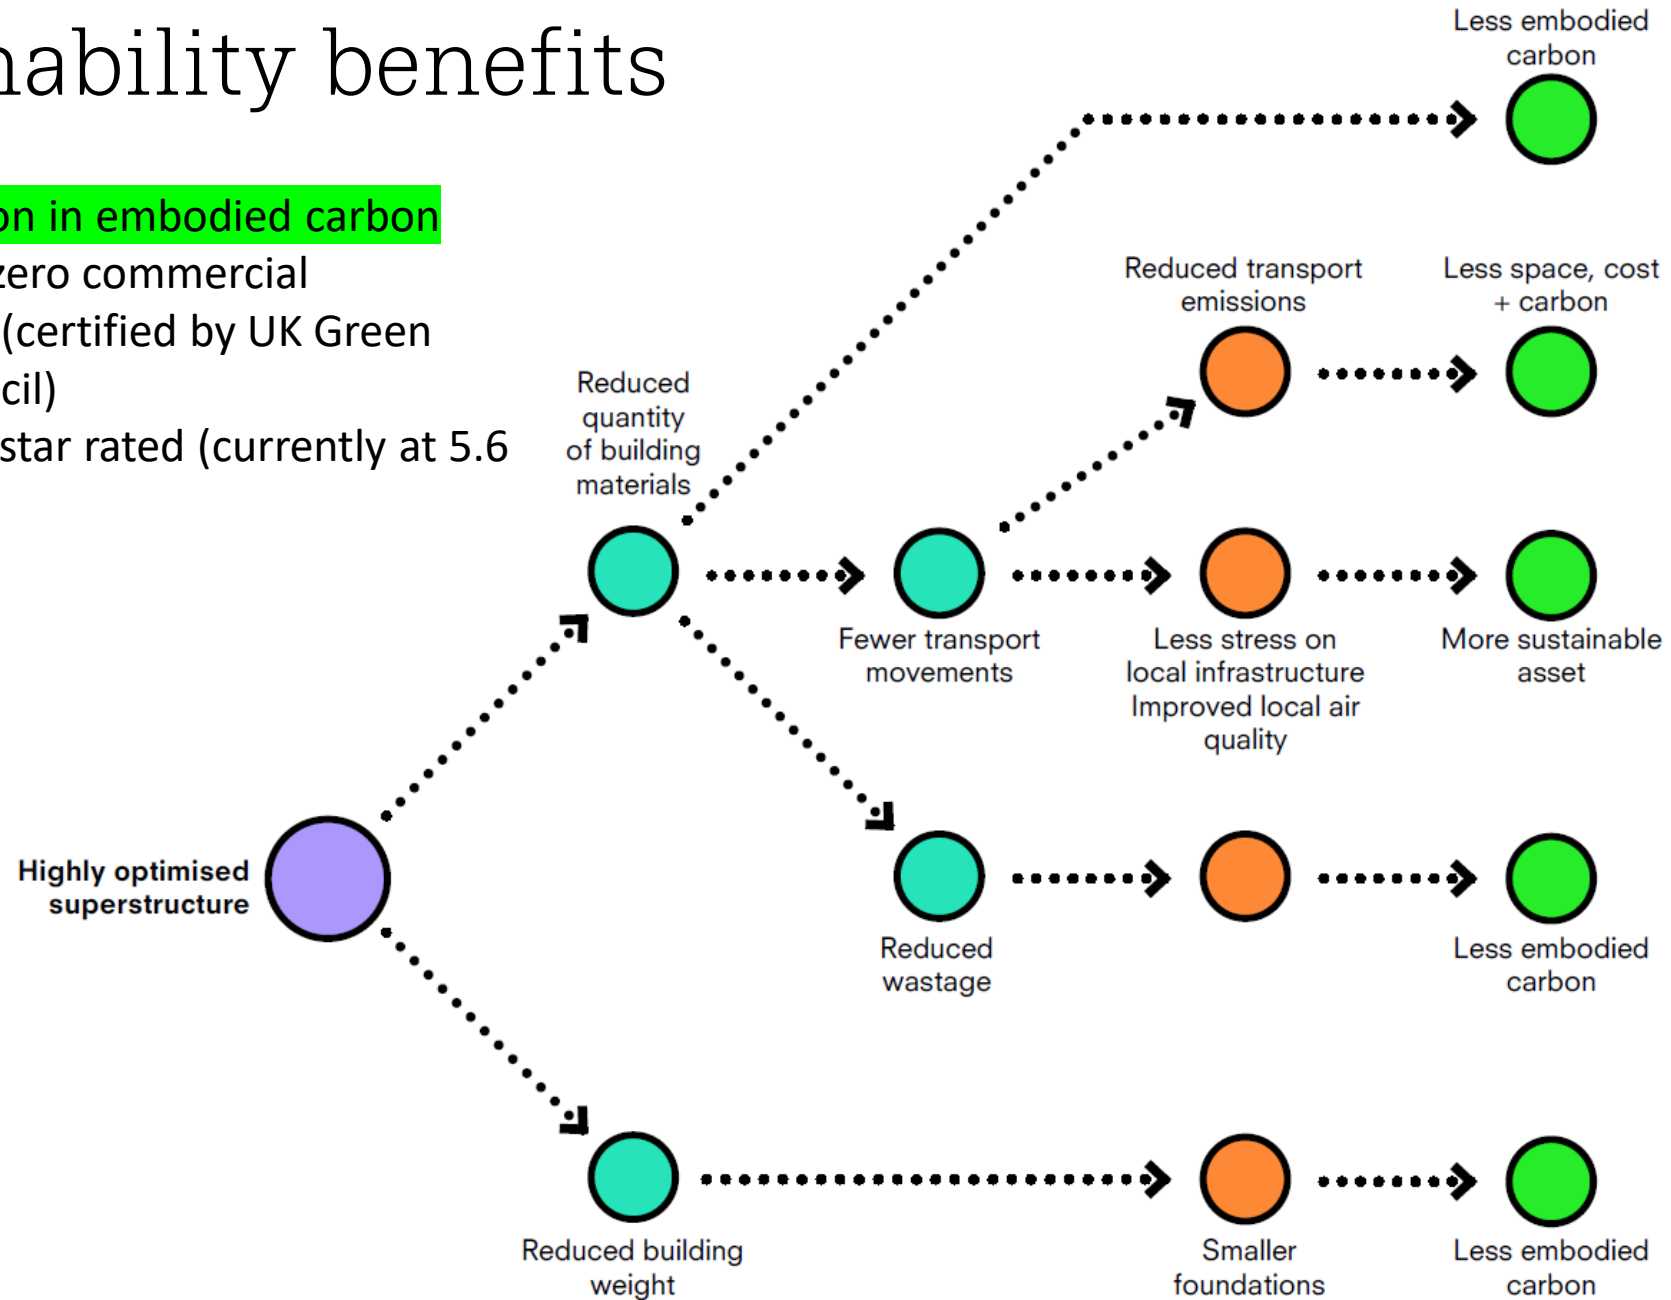 nability benefits
on in embodied carbon
zero commercial
(certified by UK Green
cil)
star rated (currently at 5.6
Less embodied
carbon
Reduced transport
emissions
Less space, cost
+ carbon
Reduced
quantity
of building
materials
Fewer transport
movements
Less stress on
local infrastructure
Improved local air
quality
More sustainable
asset
Highly optimised
superstructure
Reduced
wastage
Less embodied
carbon
Reduced building
weight
Smaller
foundations
Less embodied
carbon